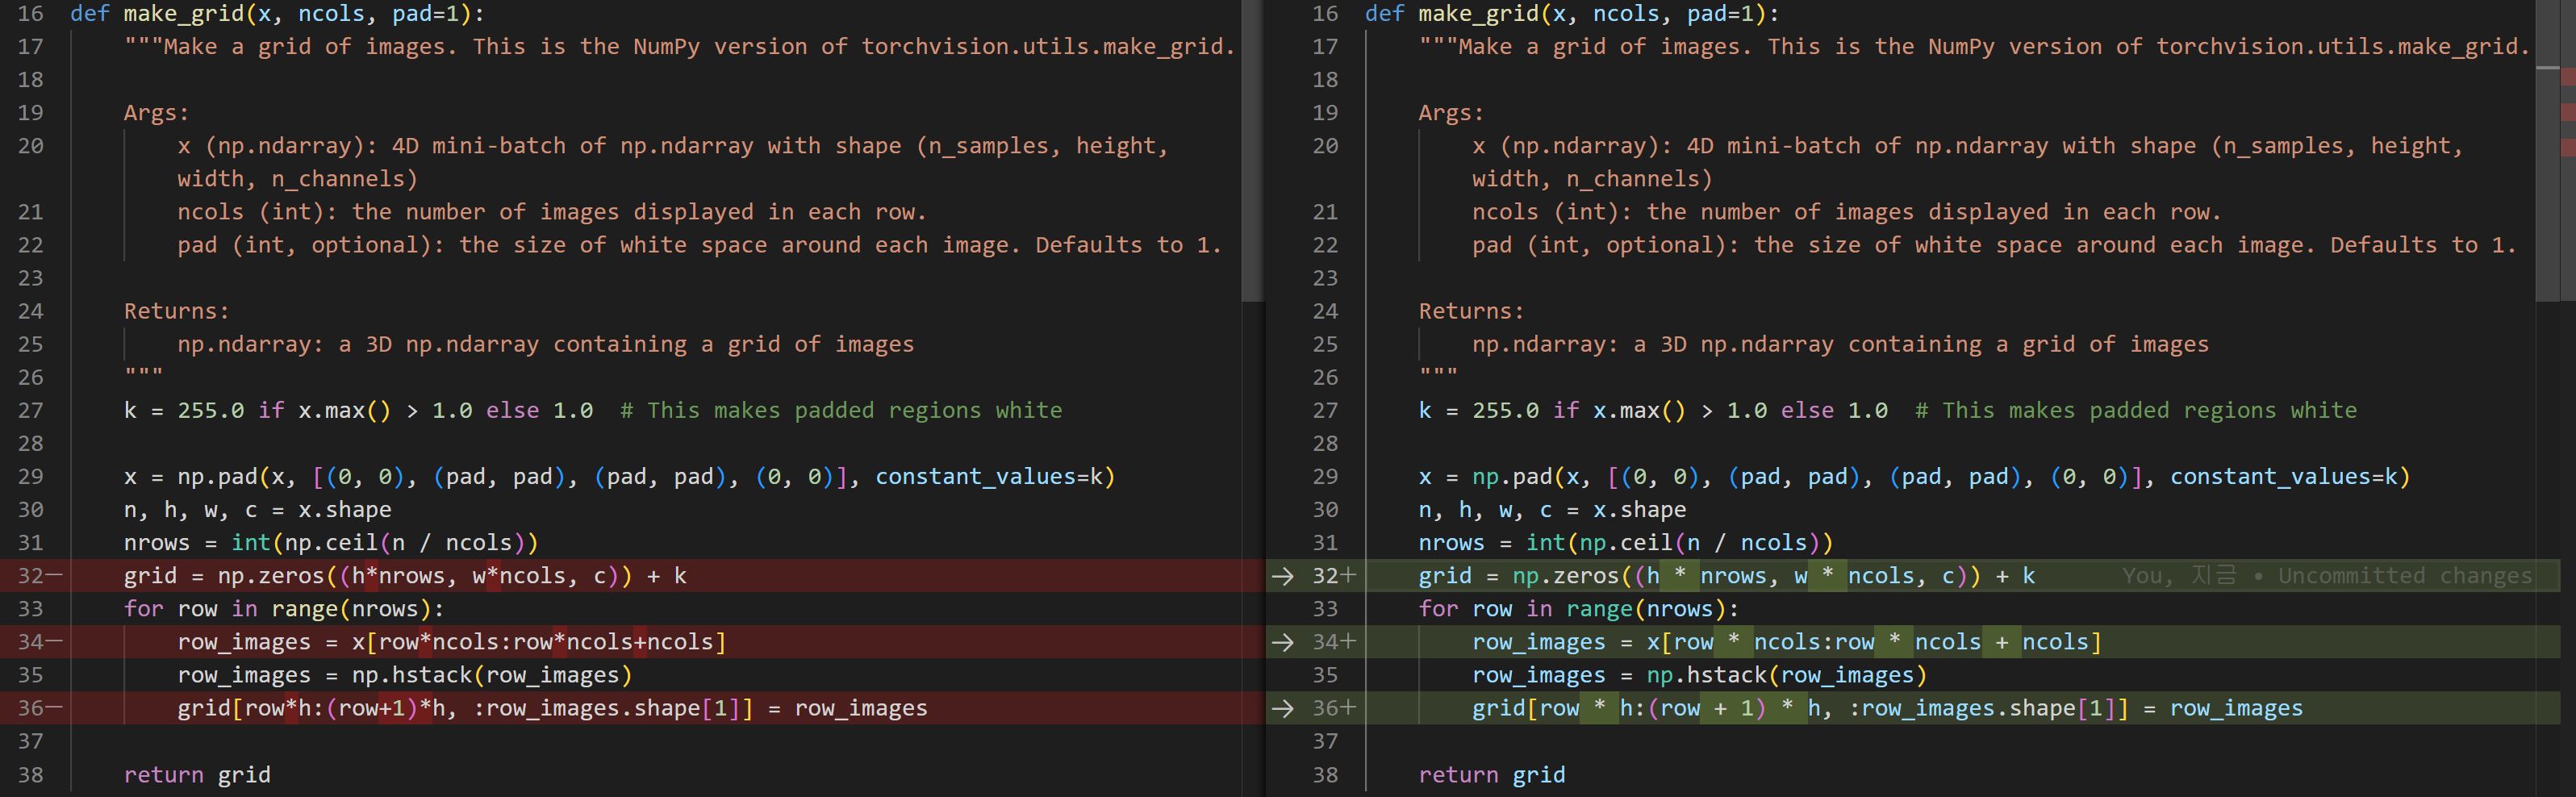 16 def make_grid(x, ncols, pad=1):
17 """Make a grid of images. This is the NumPy version of torchvision.utils.make_grid.
18
19 Args:
20 x (np.ndarray): 4D mini-batch of np.ndarray with shape (n_samples, height,
width, n_channels)
21 ncols (int): the number of images displayed in each row.
22 pad (int, optional): the size of white space around each image. Defaults to 1.
23
24 Returns:
25 np.ndarray: a 3D np.ndarray containing a grid of images
26 """
27 k = 255.0 if x.max() > 1.0 else 1.0  # This makes padded regions white
28
29 x = np.pad(x, [(0, 0), (pad, pad), (pad, pad), (0, 0)], constant_values=k)
30 n, h, w, c = x.shape
31 nrows = int(np.ceil(n / ncols))
32— grid = np.zeros((h*nrows, w*ncols, c)) + k
33 for row in range(nrows):
34— row_images = x[row*ncols:row*ncols+ncols]
35 row_images = np.hstack(row_images)
36— grid[row*h:(row+1)*h, :row_images.shape[1]] = row_images
37
38 return grid
16 def make_grid(x, ncols, pad=1):
17 """Make a grid of images. This is the NumPy version of torchvision.utils.make_grid.
18
19 Args:
20 x (np.ndarray): 4D mini-batch of np.ndarray with shape (n_samples, height,
width, n_channels)
21 ncols (int): the number of images displayed in each row.
22 pad (int, optional): the size of white space around each image. Defaults to 1.
23
24 Returns:
25 np.ndarray: a 3D np.ndarray containing a grid of images
26 """
27 k = 255.0 if x.max() > 1.0 else 1.0  # This makes padded regions white
28
29 x = np.pad(x, [(0, 0), (pad, pad), (pad, pad), (0, 0)], constant_values=k)
30 n, h, w, c = x.shape
31 nrows = int(np.ceil(n / ncols))
→ 32+ grid = np.zeros((h * nrows, w * ncols, c)) + k You, 지금 • Uncommitted changes
33 for row in range(nrows):
→ 34+ row_images = x[row * ncols:row * ncols + ncols]
35 row_images = np.hstack(row_images)
→ 36+ grid[row * h:(row + 1) * h, :row_images.shape[1]] = row_images
37
38 return grid